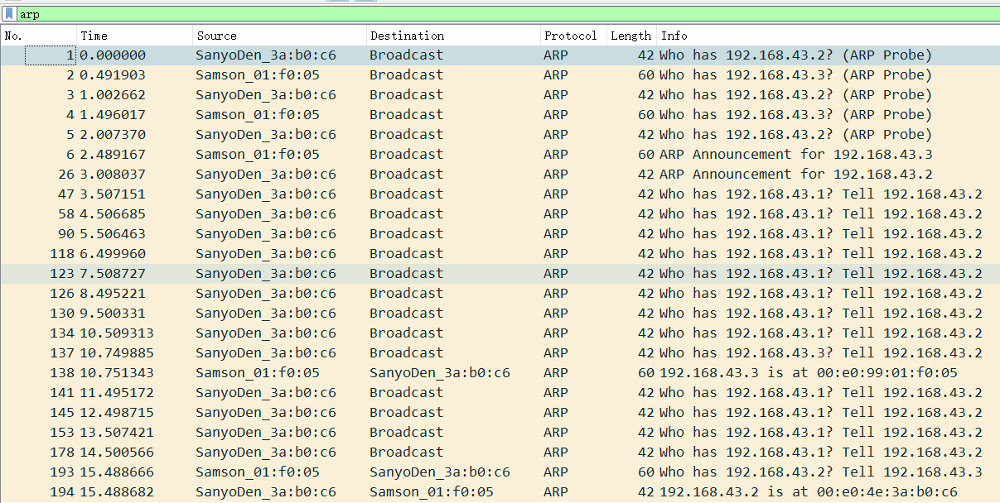 arp
No. Time Source Destination Protocol Length Info
1 0.000000 SanyoDen_3a:b0:c6 Broadcast ARP 42 Who has 192.168.43.2? (ARP Probe)
2 0.491903 Samson_01:f0:05 Broadcast ARP 60 Who has 192.168.43.3? (ARP Probe)
3 1.002662 SanyoDen_3a:b0:c6 Broadcast ARP 42 Who has 192.168.43.2? (ARP Probe)
4 1.496017 Samson_01:f0:05 Broadcast ARP 60 Who has 192.168.43.3? (ARP Probe)
5 2.007370 SanyoDen_3a:b0:c6 Broadcast ARP 42 Who has 192.168.43.2? (ARP Probe)
6 2.489167 Samson_01:f0:05 Broadcast ARP 60 ARP Announcement for 192.168.43.3
26 3.008037 SanyoDen_3a:b0:c6 Broadcast ARP 42 ARP Announcement for 192.168.43.2
47 3.507151 SanyoDen_3a:b0:c6 Broadcast ARP 42 Who has 192.168.43.1? Tell 192.168.43.2
58 4.506685 SanyoDen_3a:b0:c6 Broadcast ARP 42 Who has 192.168.43.1? Tell 192.168.43.2
90 5.506463 SanyoDen_3a:b0:c6 Broadcast ARP 42 Who has 192.168.43.1? Tell 192.168.43.2
118 6.499960 SanyoDen_3a:b0:c6 Broadcast ARP 42 Who has 192.168.43.1? Tell 192.168.43.2
123 7.508727 SanyoDen_3a:b0:c6 Broadcast ARP 42 Who has 192.168.43.1? Tell 192.168.43.2
126 8.495221 SanyoDen_3a:b0:c6 Broadcast ARP 42 Who has 192.168.43.1? Tell 192.168.43.2
130 9.500331 SanyoDen_3a:b0:c6 Broadcast ARP 42 Who has 192.168.43.1? Tell 192.168.43.2
134 10.509313 SanyoDen_3a:b0:c6 Broadcast ARP 42 Who has 192.168.43.1? Tell 192.168.43.2
137 10.749885 SanyoDen_3a:b0:c6 Broadcast ARP 42 Who has 192.168.43.3? Tell 192.168.43.2
138 10.751343 Samson_01:f0:05 SanyoDen_3a:b0:c6 ARP 60 192.168.43.3 is at 00:e0:99:01:f0:05
141 11.495172 SanyoDen_3a:b0:c6 Broadcast ARP 42 Who has 192.168.43.1? Tell 192.168.43.2
145 12.498715 SanyoDen_3a:b0:c6 Broadcast ARP 42 Who has 192.168.43.1? Tell 192.168.43.2
153 13.507421 SanyoDen_3a:b0:c6 Broadcast ARP 42 Who has 192.168.43.1? Tell 192.168.43.2
178 14.500566 SanyoDen_3a:b0:c6 Broadcast ARP 42 Who has 192.168.43.1? Tell 192.168.43.2
193 15.488666 Samson_01:f0:05 SanyoDen_3a:b0:c6 ARP 60 Who has 192.168.43.2? Tell 192.168.43.3
194 15.488682 SanyoDen_3a:b0:c6 Samson_01:f0:05 ARP 42 192.168.43.2 is at 00:e0:4e:3a:b0:c6